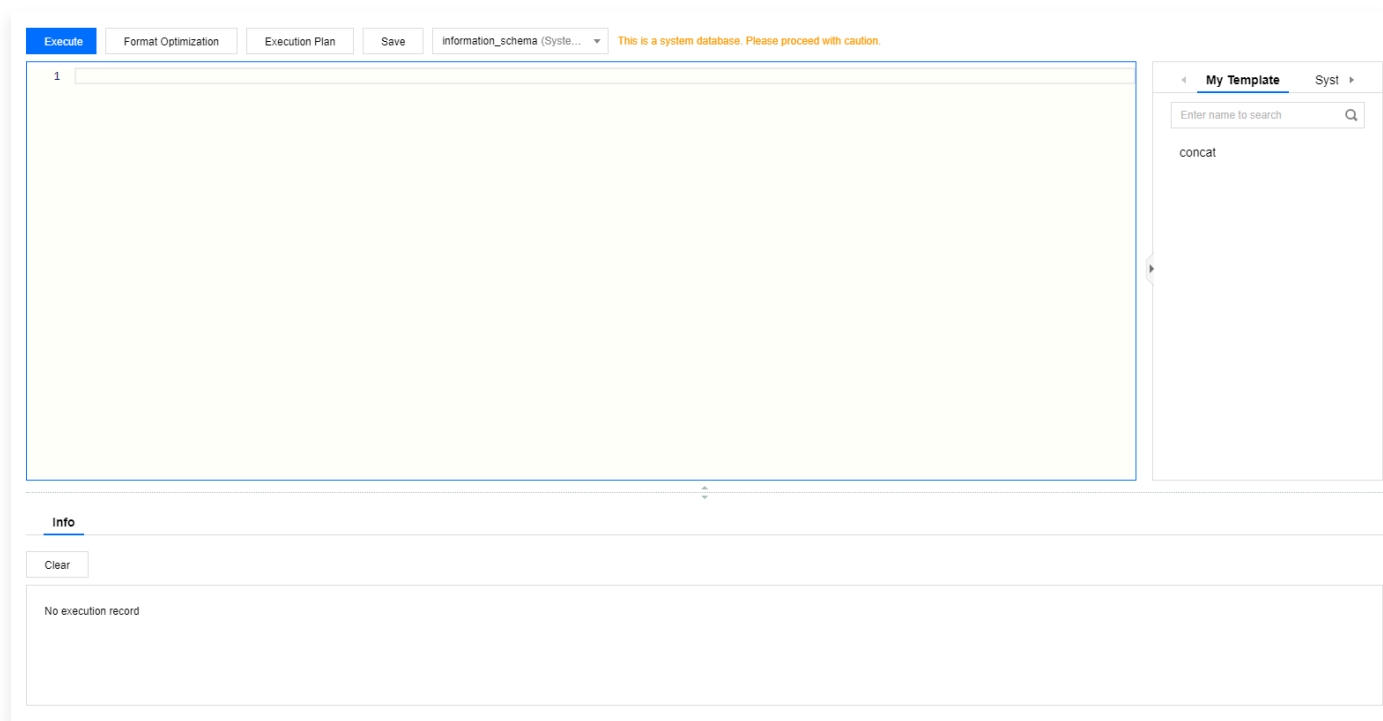 Execute Format Optimization Execution Plan Save information_schema (Syste... This is a system database. Please proceed with caution.
1
My Template Syst
Enter name to search
concat
Info
Clear
No execution record